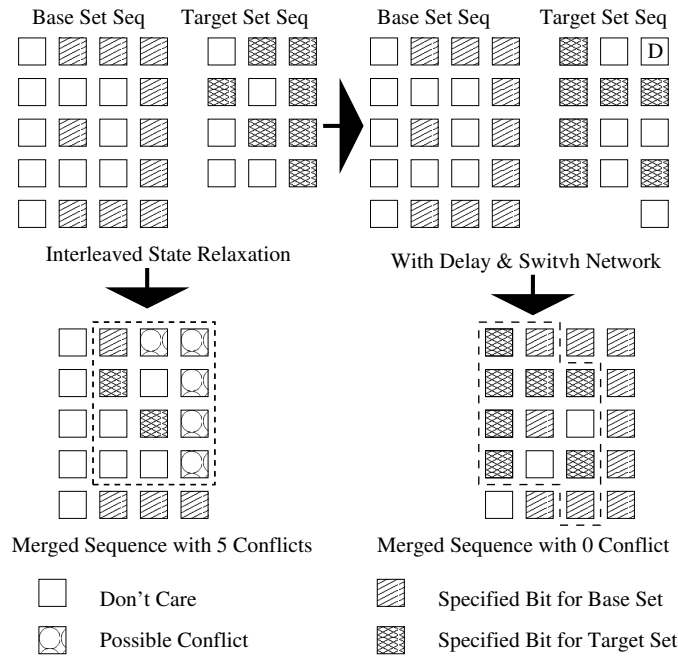 Base Set Seq Target Set Seq Base Set Seq Target Set Seq
D
Interleaved State Relaxation
With Delay & Switvh Network
Merged Sequence with 5 Conflicts Merged Sequence with 0 Conflict
Don't Care Specified Bit for Base Set
Possible Conflict Specified Bit for Target Set